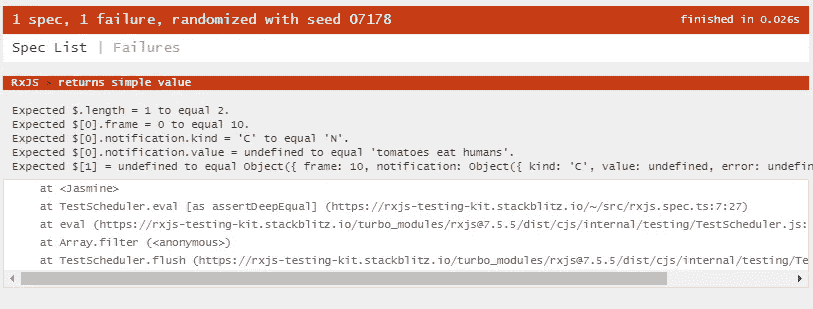 1 spec, 1 failure, randomized with seed 07178
finished in 0.026s
Spec List | Failures
RxJS > returns simple value
Expected $.length = 1 to equal 2.
Expected $[0].frame = 0 to equal 10.
Expected $[0].notification.kind = 'C' to equal 'N'.
Expected $[0].notification.value = undefined to equal 'tomatoes eat humans'.
Expected $[1] = undefined to equal Object({ frame: 10, notification: Object({ kind: 'C', value: undefined, error: undefin
at <Jasmine>
at TestScheduler.eval [as assertDeepEqual] (https://rxjs-testing-kit.stackblitz.io/~/src/rxjs.spec.ts:7:27)
at eval (https://rxjs-testing-kit.stackblitz.io/turbo_modules/rxjs@7.5.5/dist/cjs/internal/testing/TestScheduler.js:
at Array.filter (<anonymous>)
at TestScheduler.flush (https://rxjs-testing-kit.stackblitz.io/turbo_modules/rxjs@7.5.5/dist/cjs/internal/testing/Te